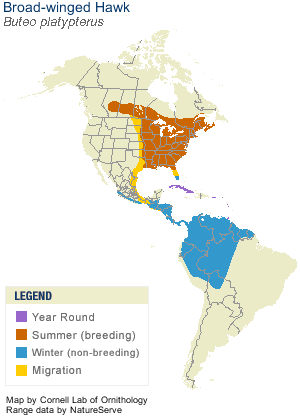 Broad-winged Hawk
Buteo platypterus
LEGEND
Year Round
Summer (breeding)
Winter (non-breeding)
Migration
Map by Cornell Lab of Ornithology
Range data by NatureServe